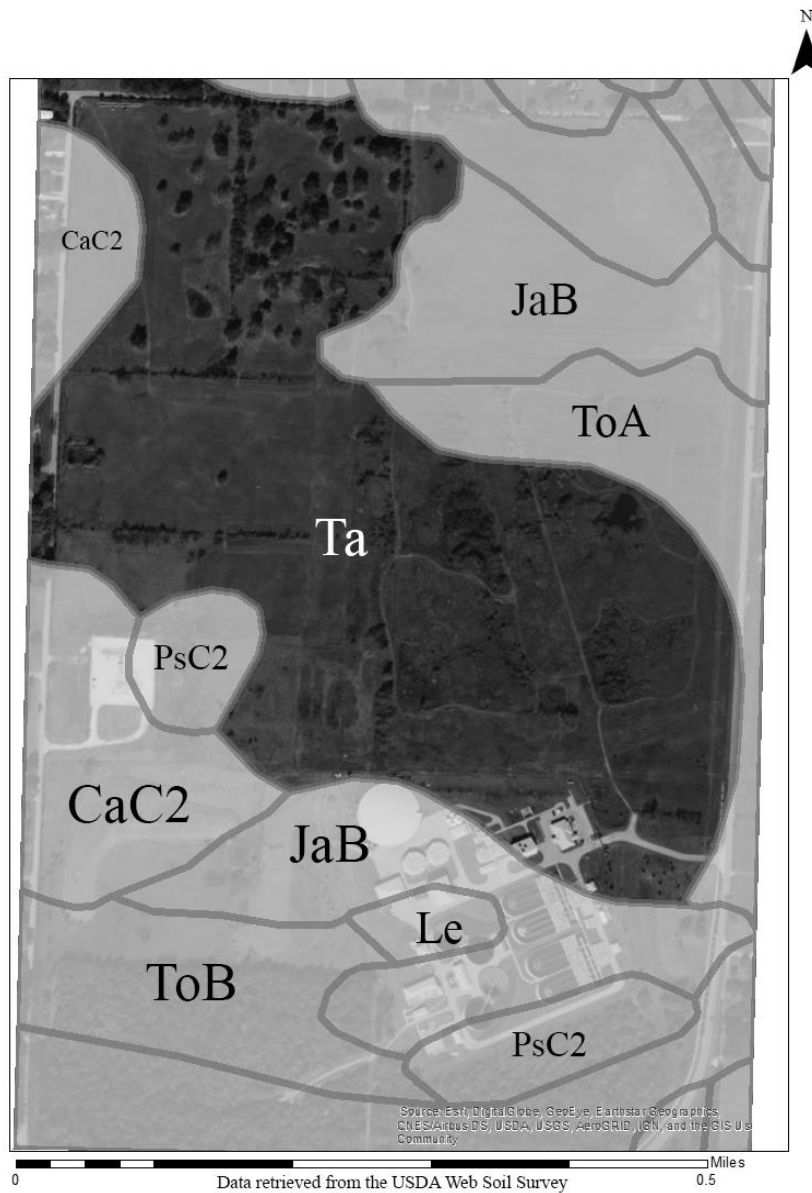 N
CaC2
JaB
ToA
Ta
PsC2
CaC2
JaB
Le
ToB
PsC2
Source: Esri, DigitalGlobe, GeoEye, Earthstar Geographics,
CNES/Airbus DS, USDA, USGS, AeroGRID, IGN, and the GIS Us
Community
Miles
0
0.5
Data retrieved from the USDA Web Soil Survey